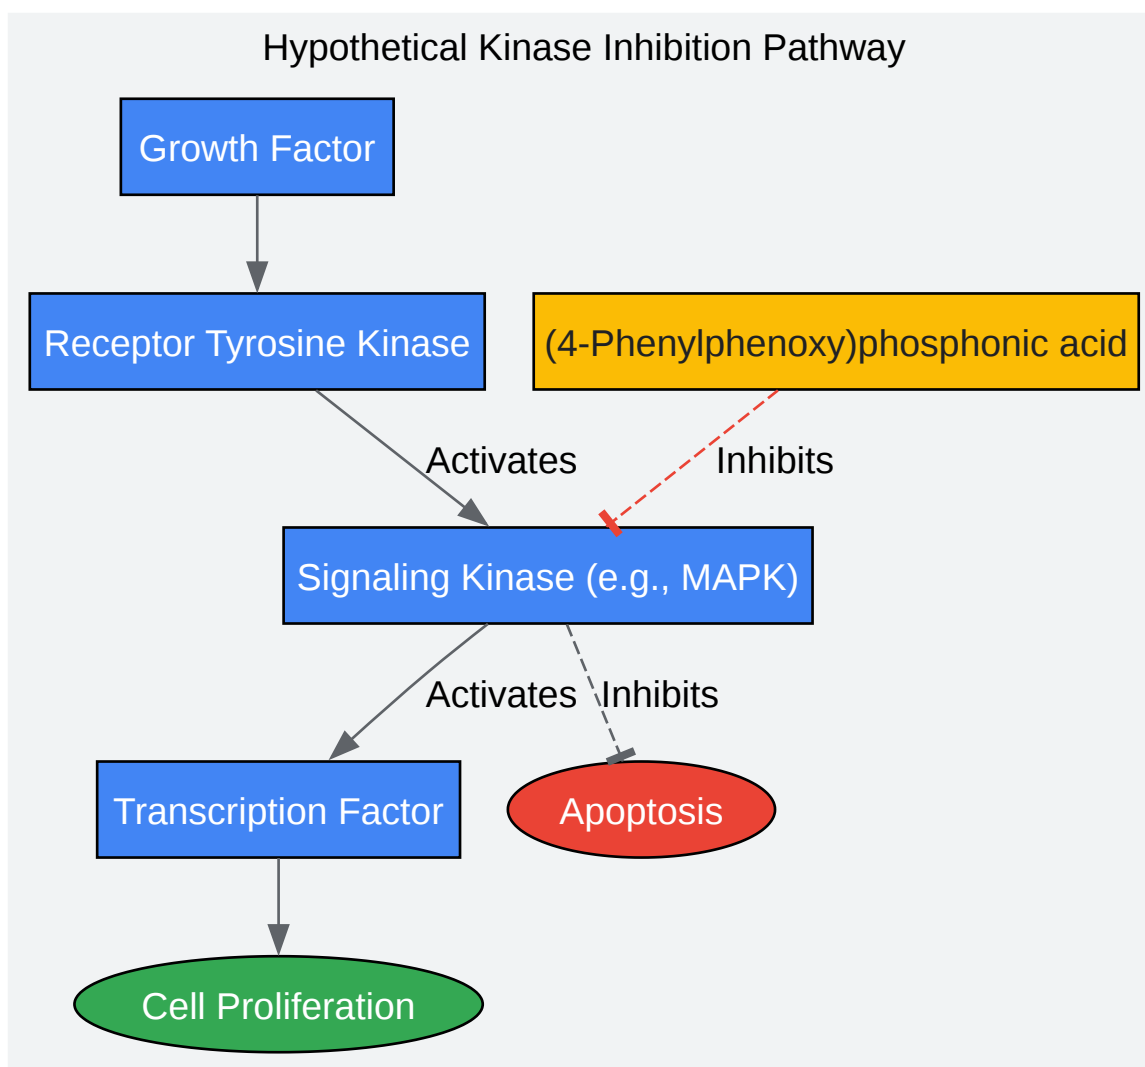 Hypothetical Kinase Inhibition Pathway
Growth Factor
Receptor Tyrosine Kinase
(4-Phenylphenoxy)phosphonic acid
Activates
Inhibits
Signaling Kinase (e.g., MAPK)
Activates
Inhibits
Transcription Factor
Apoptosis
Cell Proliferation